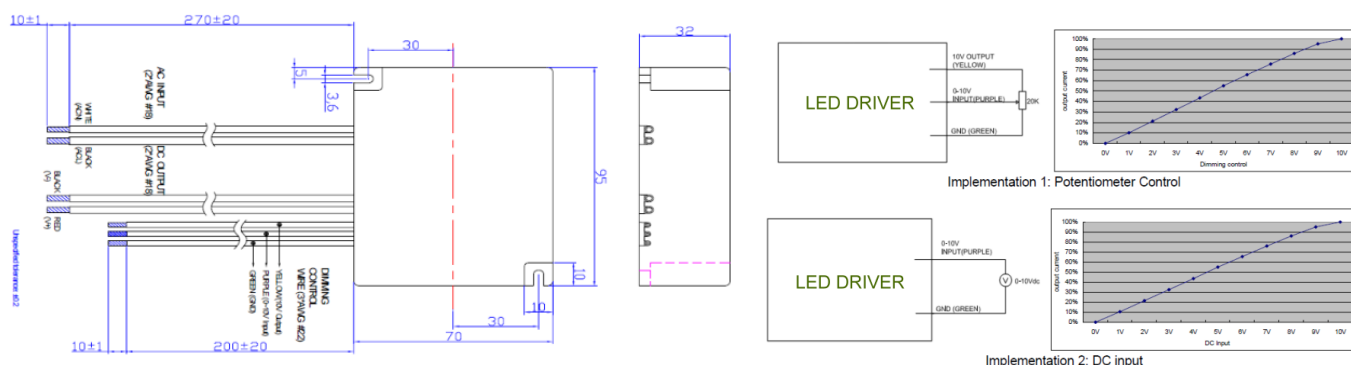 10±1
270±20
30
5
3,6
AC INPUT
(2*AWG #18)
WHITE
(ACN)
BLACK
(ACL)
DC OUTPUT
(2*AWG #18)
BLACK
(V-)
RED
(V+)
DIMMING
CONTROL
WIRE (3*AWG #22)
YELLOW(10V Output)
PURPLE (0-10V Input)
GREEN (GND)
Unspecified tolerance: ±0.2
10±1
200±20
95
10
10
30
70
32
LED DRIVER
10V OUTPUT
(YELLOW)
0-10V
INPUT(PURPLE)
GND (GREEN)
20K
output current
100%
90%
80%
70%
60%
50%
40%
30%
20%
10%
0%
0V 1V 2V 3V 4V 5V 6V 7V 8V 9V 10V
Dimming control
Implementation 1: Potentiometer Control
LED DRIVER
0-10V
INPUT(PURPLE)
V
0-10Vdc
GND (GREEN)
output current
100%
90%
80%
70%
60%
50%
40%
30%
20%
10%
0%
0V 1V 2V 3V 4V 5V 6V 7V 8V 9V 10V
DC Input
Implementation 2: DC input